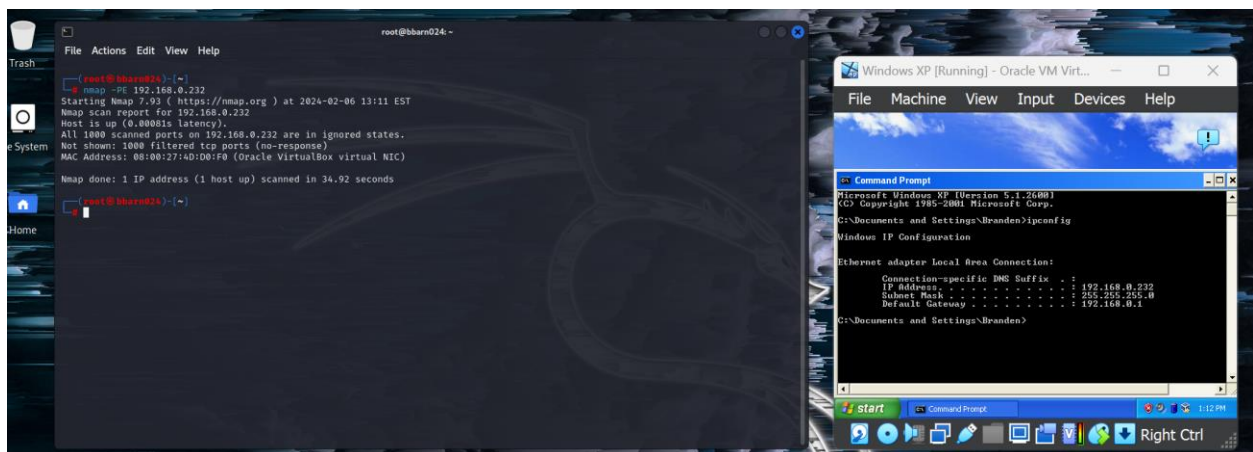 Trash
e System
Home
root@bbarn024: ~
File Actions Edit View Help
(root㉿bbarn024)-[~]
# nmap -PE 192.168.0.232
Starting Nmap 7.93 ( https://nmap.org ) at 2024-02-06 13:11 EST
Nmap scan report for 192.168.0.232
Host is up (0.00081s latency).
All 1000 scanned ports on 192.168.0.232 are in ignored states.
Not shown: 1000 filtered tcp ports (no-response)
MAC Address: 08:00:27:4D:D0:F0 (Oracle VirtualBox virtual NIC)
Nmap done: 1 IP address (1 host up) scanned in 34.92 seconds
(root㉿bbarn024)-[~]
#
Windows XP [Running] - Oracle VM Virt...
File Machine View Input Devices Help
Command Prompt
Microsoft Windows XP [Version 5.1.2600]
(C) Copyright 1985-2001 Microsoft Corp.
C:\Documents and Settings\Branden>ipconfig
Windows IP Configuration
Ethernet adapter Local Area Connection:
Connection-specific DNS Suffix . :
IP Address. . . . . . . . . . . . : 192.168.0.232
Subnet Mask . . . . . . . . . . . : 255.255.255.0
Default Gateway . . . . . . . . . : 192.168.0.1
C:\Documents and Settings\Branden>
start Command Prompt 1:12 PM
Right Ctrl